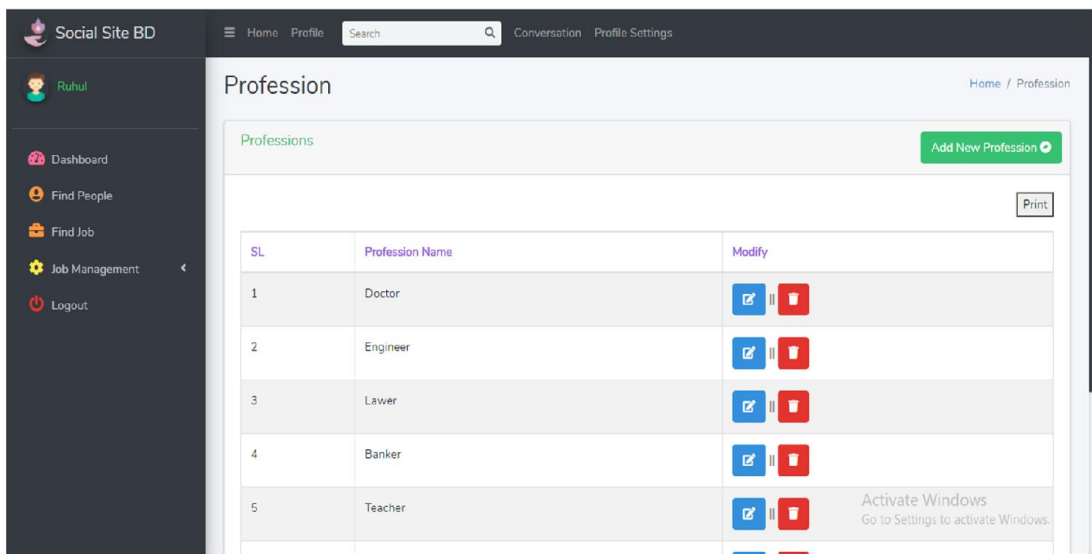 Social Site BD
Home Profile Search Conversation Profile Settings
Ruhul
Dashboard
Find People
Find Job
Job Management
Logout
Profession
Home / Profession
Professions
Add New Profession
Print
SL Profession Name Modify
1 Doctor ||
2 Engineer ||
3 Lawer ||
4 Banker ||
5 Teacher ||
Activate Windows
Go to Settings to activate Windows.